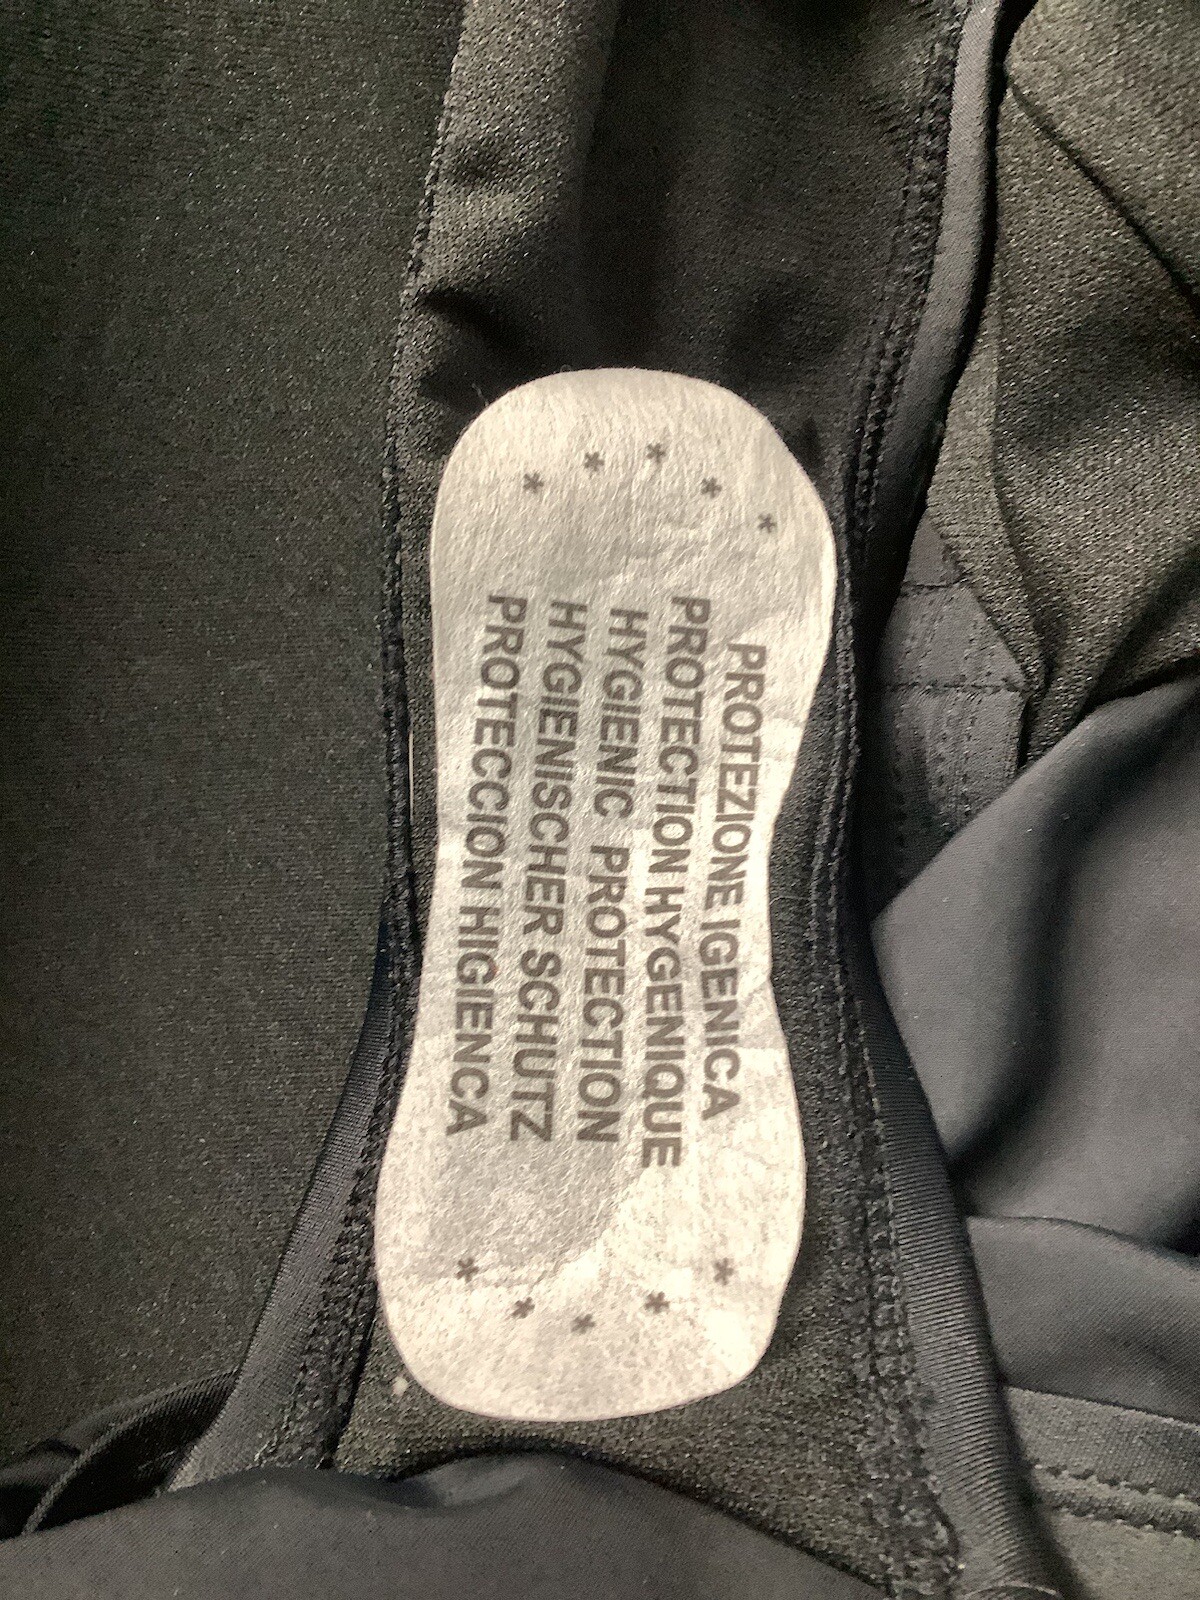 * * * * *
PROTEZIONE IGENICA
PROTECTION HYGENIQUE
HYGIENIC PROTECTION
HYGIENISCHER SCHUTZ
PROTECCION HIGIENCA
* * * * *